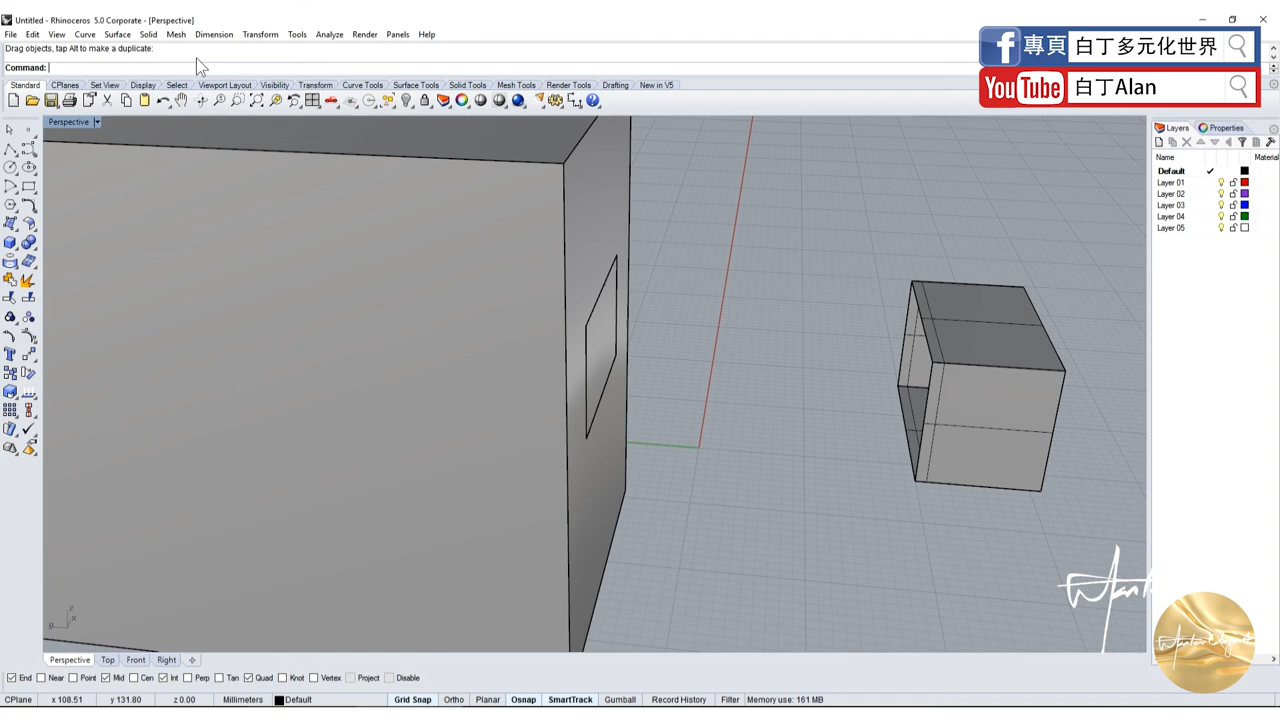 Untitled - Rhinoceros 5.0 Corporate - [Perspective]
File Edit View Curve Surface Solid Mesh Dimension Transform Tools Analyze Render Panels Help
Drag objects, tap Alt to make a duplicate:
Command:
Standard CPlanes Set View Display Select Viewport Layout Visibility Transform Curve Tools Surface Tools Solid Tools Mesh Tools Render Tools Drafting New in V5
f 專頁 白丁多元化世界
YouTube 白丁Alan
Perspective
Layers Properties
Name Material
Default
Layer 01
Layer 02
Layer 03
Layer 04
Layer 05
z
y x
Perspective Top Front Right
End Near Point Mid Cen Int Perp Tan Quad Knot Vertex Project Disable
CPlane x 108.51 y 131.80 z 0.00 Millimeters Default Grid Snap Ortho Planar Osnap SmartTrack Gumball Record History Filter Memory use: 161 MB